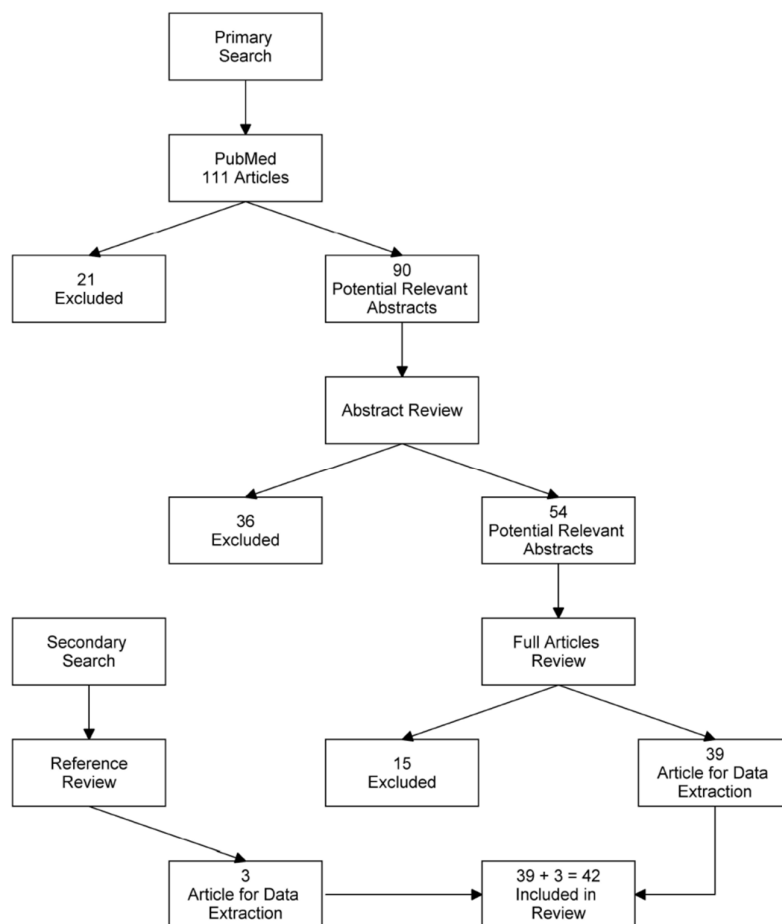 Primary
Search
PubMed
111 Articles
21
Excluded
90
Potential Relevant
Abstracts
Abstract Review
36
Excluded
54
Potential Relevant
Abstracts
Secondary
Search
Full Articles
Review
Reference
Review
15
Excluded
39
Article for Data
Extraction
3
Article for Data
Extraction
39 + 3 = 42
Included in
Review